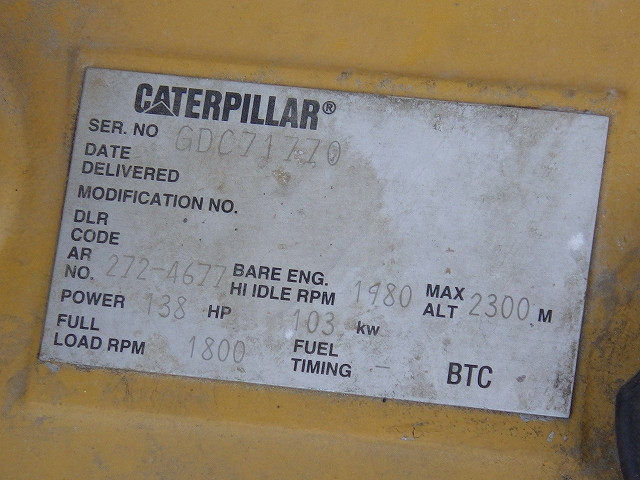 CATERPILLAR®
SER. NO GDC71770
DATE
DELIVERED
MODIFICATION NO.
DLR
CODE
AR
NO. 272-4677
BARE ENG.
HI IDLE RPM 1980
MAX
ALT 2300 M
POWER 138 HP 103 kw
FULL
LOAD RPM 1800
FUEL
TIMING –
BTC